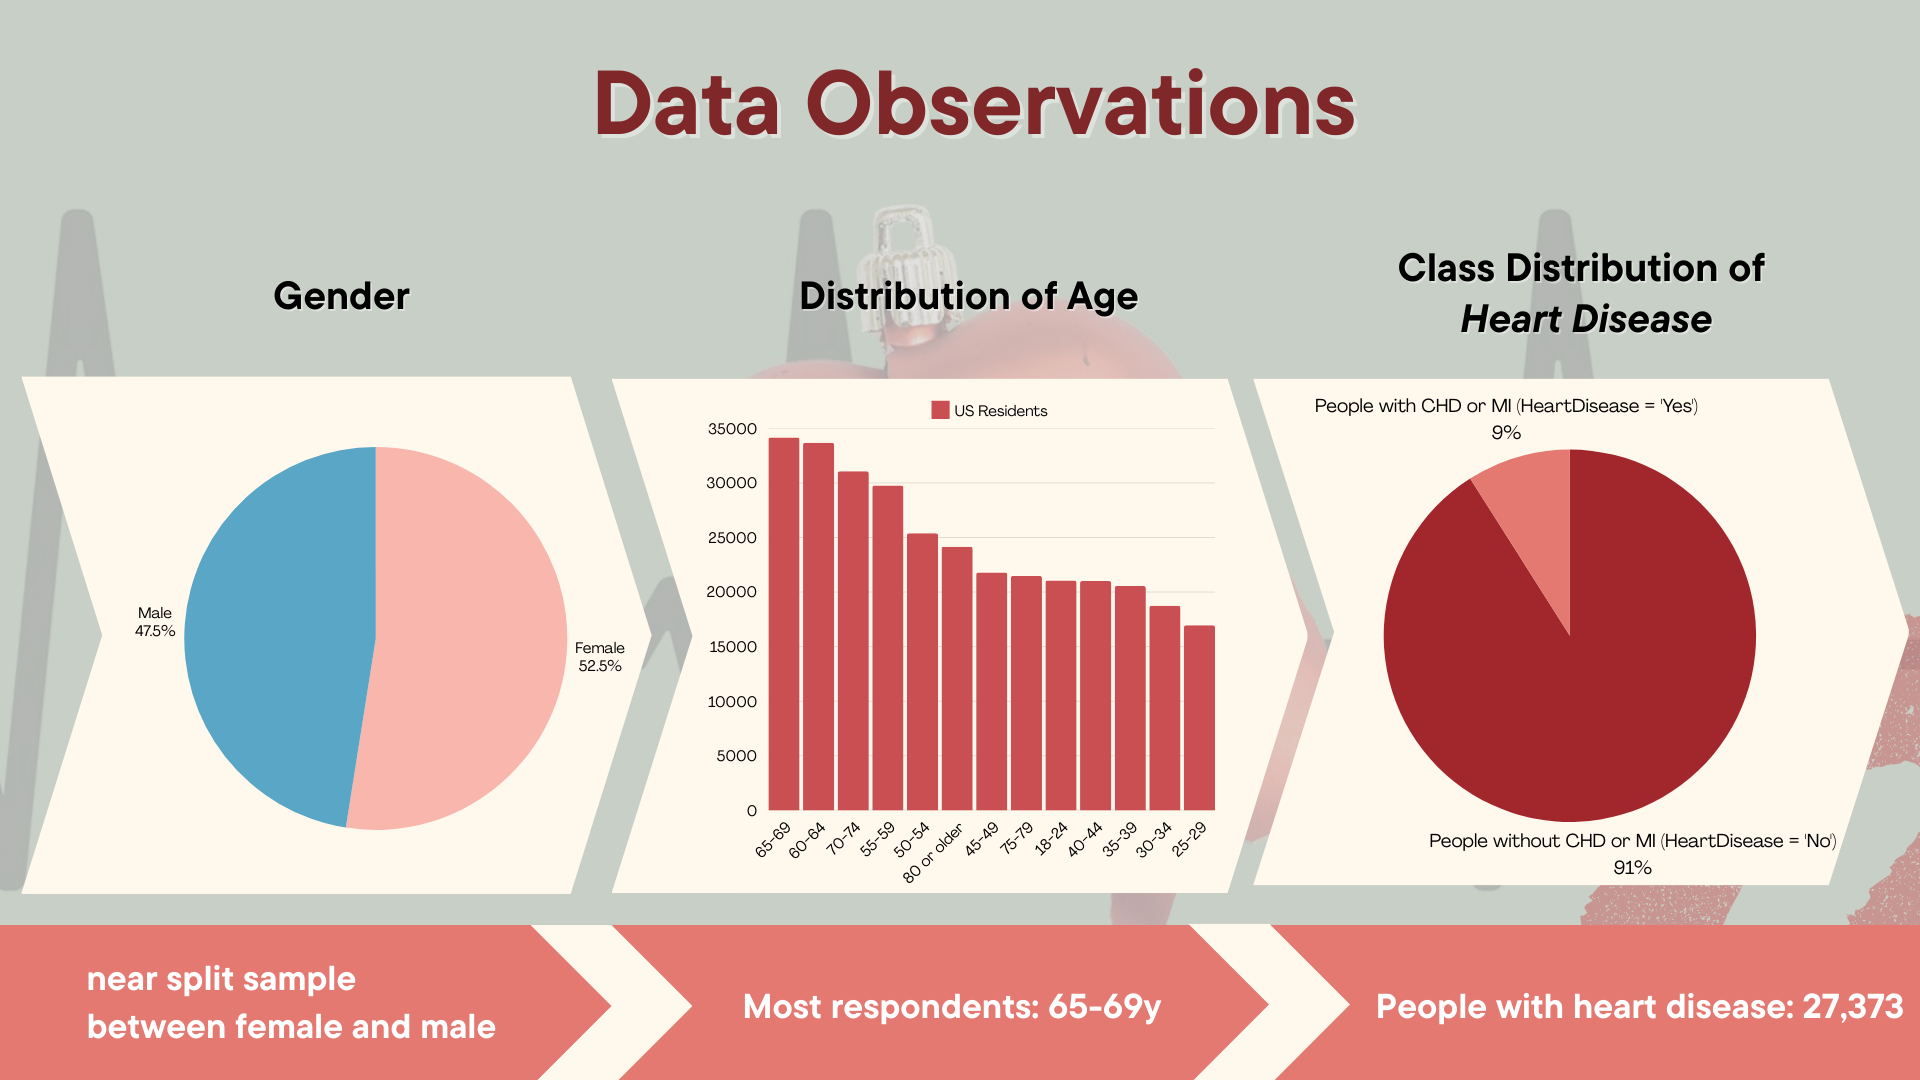 Data Observations
Gender
Male
47.5%
Female
52.5%
Distribution of Age
US Residents
35000
30000
25000
20000
15000
10000
5000
0
65-69
60-64
70-74
55-59
50-54
80 or older
45-49
75-79
18-24
40-44
35-39
30-34
25-29
Class Distribution of
Heart Disease
People with CHD or MI (HeartDisease = 'Yes')
9%
People without CHD or MI (HeartDisease = 'No')
91%
near split sample
between female and male
Most respondents: 65-69y
People with heart disease: 27,373